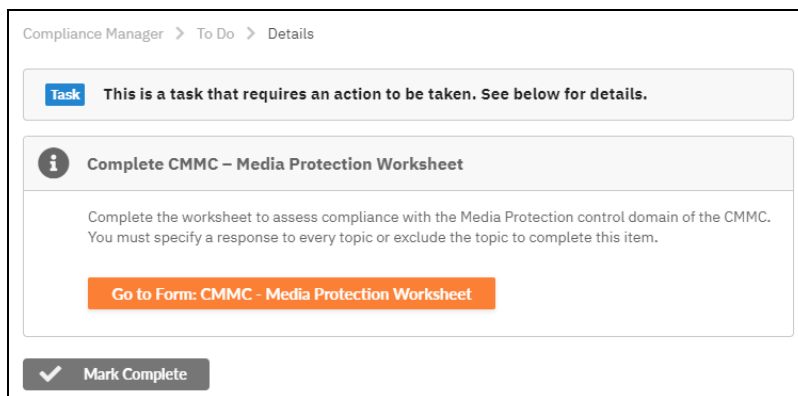 Compliance Manager > To Do > Details
Task This is a task that requires an action to be taken. See below for details.
Complete CMMC – Media Protection Worksheet
Complete the worksheet to assess compliance with the Media Protection control domain of the CMMC.
You must specify a response to every topic or exclude the topic to complete this item.
Go to Form: CMMC - Media Protection Worksheet
Mark Complete